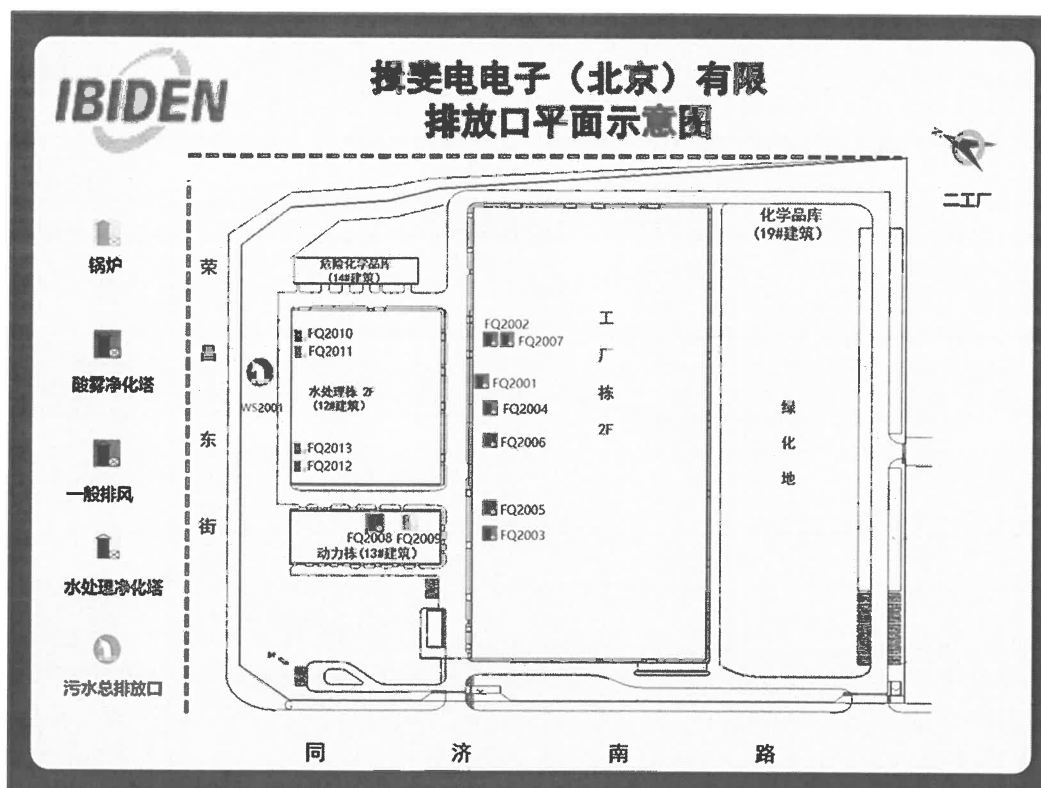 IBIDEN
揖斐电电子（北京）有限
排放口平面示意图
二工厂
锅炉
酸雾净化塔
一般排风
水处理净化塔
污水总排放口
荣昌东街
危险化学品库
(14#建筑)
FQ2010
FQ2011
水处理栋 2F
(12#建筑)
WS2001
FQ2013
FQ2012
FQ2008 FQ2009
动力栋(13#建筑)
FQ2002
FQ2007
FQ2001
FQ2004
FQ2006
FQ2005
FQ2003
工厂栋 2F
化学品库
(19#建筑)
绿化地
同济南路